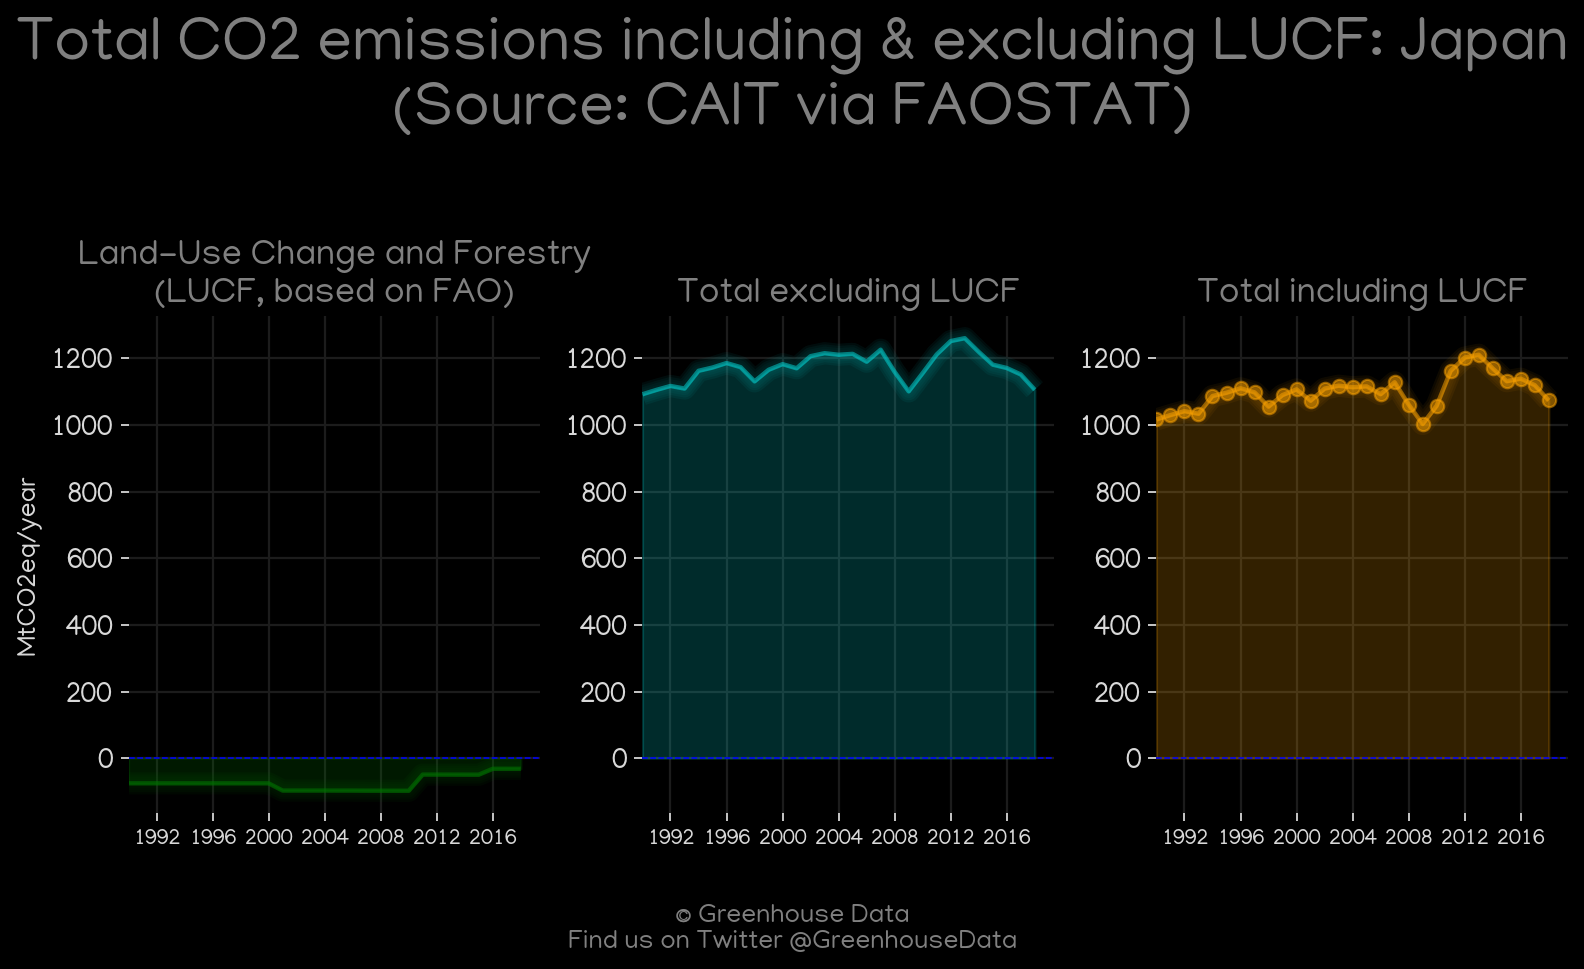 Total CO2 emissions including & excluding LUCF: Japan
(Source: CAIT via FAOSTAT)
Land-Use Change and Forestry
(LUCF, based on FAO)
Total excluding LUCF
Total including LUCF
MtCO2eq/year
1200
1000
800
600
400
200
0
1992 1996 2000 2004 2008 2012 2016
1200
1000
800
600
400
200
0
1992 1996 2000 2004 2008 2012 2016
1200
1000
800
600
400
200
0
1992 1996 2000 2004 2008 2012 2016
© Greenhouse Data
Find us on Twitter @GreenhouseData